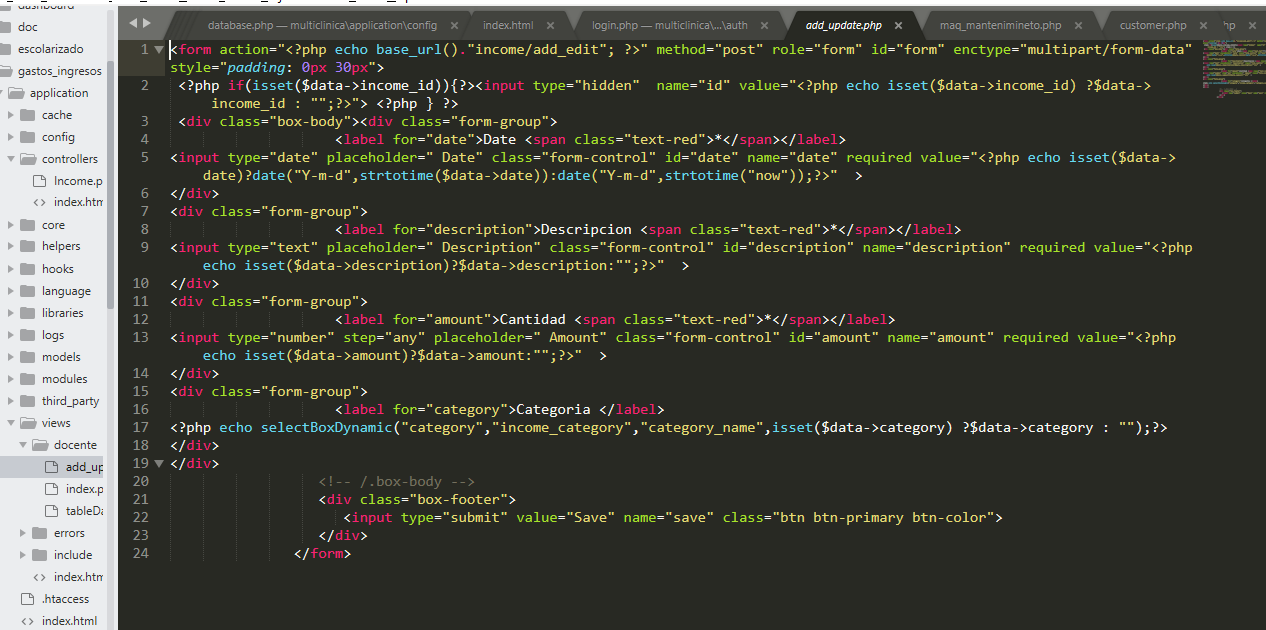 dashboard
doc
escolarizado
gastos_ingresos
application
cache
config
controllers
Income.p
index.htm
core
helpers
hooks
language
libraries
logs
models
modules
third_party
views
docente
add_up
index.p
tableDa
errors
include
index.htm
.htaccess
index.html
database.php — multiclinica\application\config ×
index.html ×
login.php — multiclinica\...\auth ×
add_update.php ×
maq_mantenimineto.php ×
customer.php ×
hp ×
1 <form action="<?php echo base_url()."income/add_edit"; ?>" method="post" role="form" id="form" enctype="multipart/form-data"
style="padding: 0px 30px">
2 <?php if(isset($data->income_id)){?><input type="hidden"  name="id" value="<?php echo isset($data->income_id) ?$data->
income_id : "";?>"> <?php } ?>
3 <div class="box-body"><div class="form-group">
4 <label for="date">Date <span class="text-red">*</span></label>
5 <input type="date" placeholder=" Date" class="form-control" id="date" name="date" required value="<?php echo isset($data->
date)?date("Y-m-d",strtotime($data->date)):date("Y-m-d",strtotime("now"));?>"  >
6 </div>
7 <div class="form-group">
8 <label for="description">Descripcion <span class="text-red">*</span></label>
9 <input type="text" placeholder=" Description" class="form-control" id="description" name="description" required value="<?php
echo isset($data->description)?$data->description:"";?>"  >
10 </div>
11 <div class="form-group">
12 <label for="amount">Cantidad <span class="text-red">*</span></label>
13 <input type="number" step="any" placeholder=" Amount" class="form-control" id="amount" name="amount" required value="<?php
echo isset($data->amount)?$data->amount:"";?>"  >
14 </div>
15 <div class="form-group">
16 <label for="category">Categoria </label>
17 <?php echo selectBoxDynamic("category","income_category","category_name",isset($data->category) ?$data->category : "");?>
18 </div>
19 </div>
20 <!-- /.box-body -->
21 <div class="box-footer">
22 <input type="submit" value="Save" name="save" class="btn btn-primary btn-color">
23 </div>
24 </form>